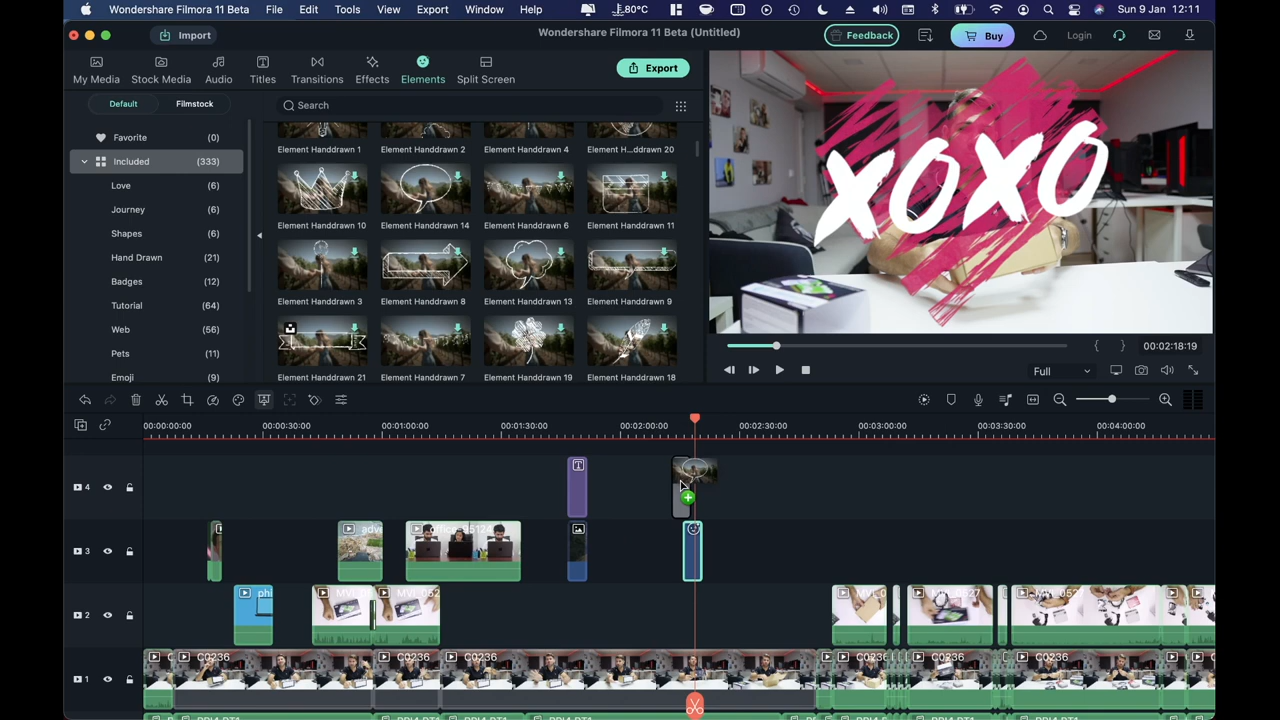 Wondershare Filmora 11 Beta File Edit Tools View Export Window Help 80°C Sun 9 Jan 12:11
Import Wondershare Filmora 11 Beta (Untitled) Feedback Buy Login
My Media Stock Media Audio Titles Transitions Effects Elements Split Screen Export
Default Filmstock Search
Favorite (0)
Included (333)
Love (6)
Journey (6)
Shapes (6)
Hand Drawn (21)
Badges (12)
Tutorial (64)
Web (56)
Pets (11)
Emoji (9)
Element Handdrawn 1 Element Handdrawn 2 Element Handdrawn 4 Element H...ddrawn 20
Element Handdrawn 10 Element Handdrawn 14 Element Handdrawn 6 Element Handdrawn 11
Element Handdrawn 3 Element Handdrawn 8 Element Handdrawn 13 Element Handdrawn 9
Element Handdrawn 21 Element Handdrawn 7 Element Handdrawn 19 Element Handdrawn 18
XOXO
00:02:18:19
Full
00:00:00:00 00:00:30:00 00:01:00:00 00:01:30:00 00:02:00:00 00:02:30:00 00:03:00:00 00:03:30:00 00:04:00:00
4
3
2 MVI_0527
1 C0236 C0236 C0236